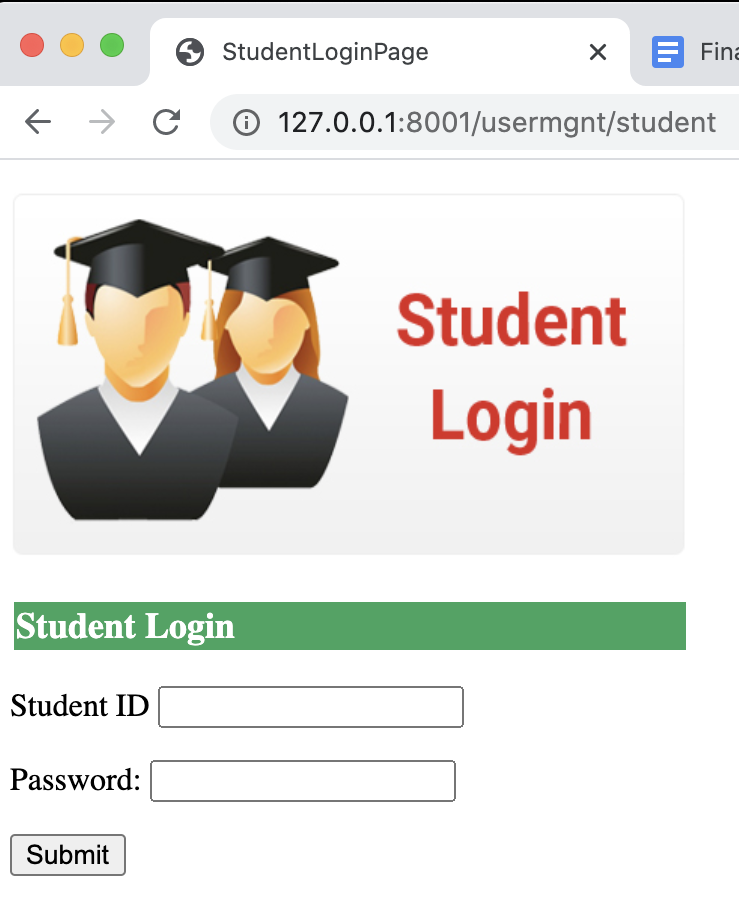 StudentLoginPage
Fina
127.0.0.1:8001/usermgnt/student
Student
Login
Student Login
Student ID
Password:
Submit